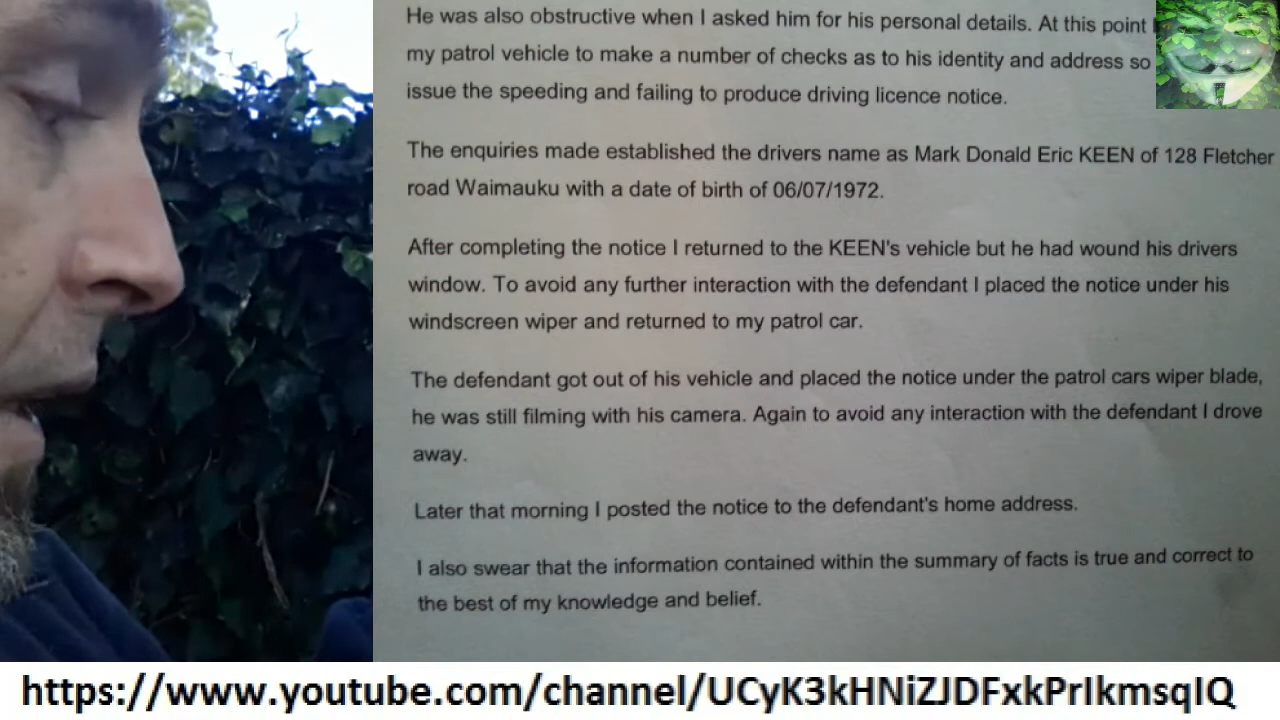 He was also obstructive when I asked him for his personal details. At this point
my patrol vehicle to make a number of checks as to his identity and address so
issue the speeding and failing to produce driving licence notice.
The enquiries made established the drivers name as Mark Donald Eric KEEN of 128 Fletcher
road Waimauku with a date of birth of 06/07/1972.
After completing the notice I returned to the KEEN's vehicle but he had wound his drivers
window. To avoid any further interaction with the defendant I placed the notice under his
windscreen wiper and returned to my patrol car.
The defendant got out of his vehicle and placed the notice under the patrol cars wiper blade,
he was still filming with his camera. Again to avoid any interaction with the defendant I drove
away.
Later that morning I posted the notice to the defendant's home address.
I also swear that the information contained within the summary of facts is true and correct to
the best of my knowledge and belief.
https://www.youtube.com/channel/UCyK3kHNiZJDFxkPrIkmsqIQ